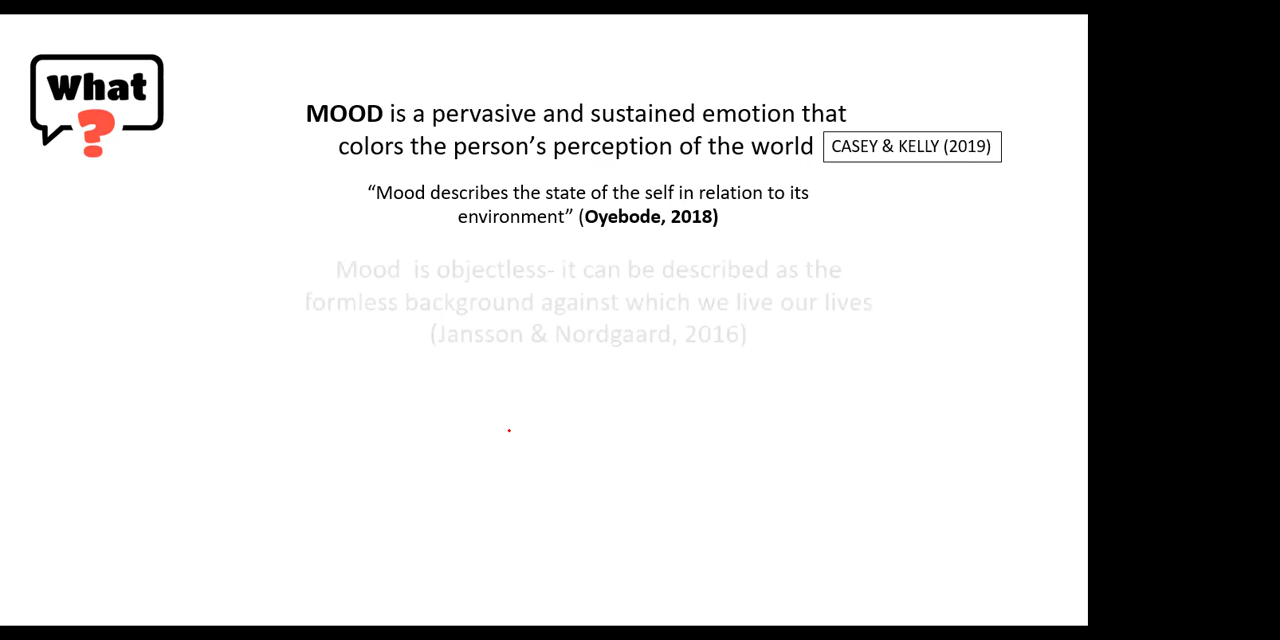 What
?
MOOD is a pervasive and sustained emotion that
colors the person’s perception of the world CASEY & KELLY (2019)
“Mood describes the state of the self in relation to its
environment” (Oyebode, 2018)
Mood is objectless- it can be described as the
formless background against which we live our lives
(Jansson & Nordgaard, 2016)